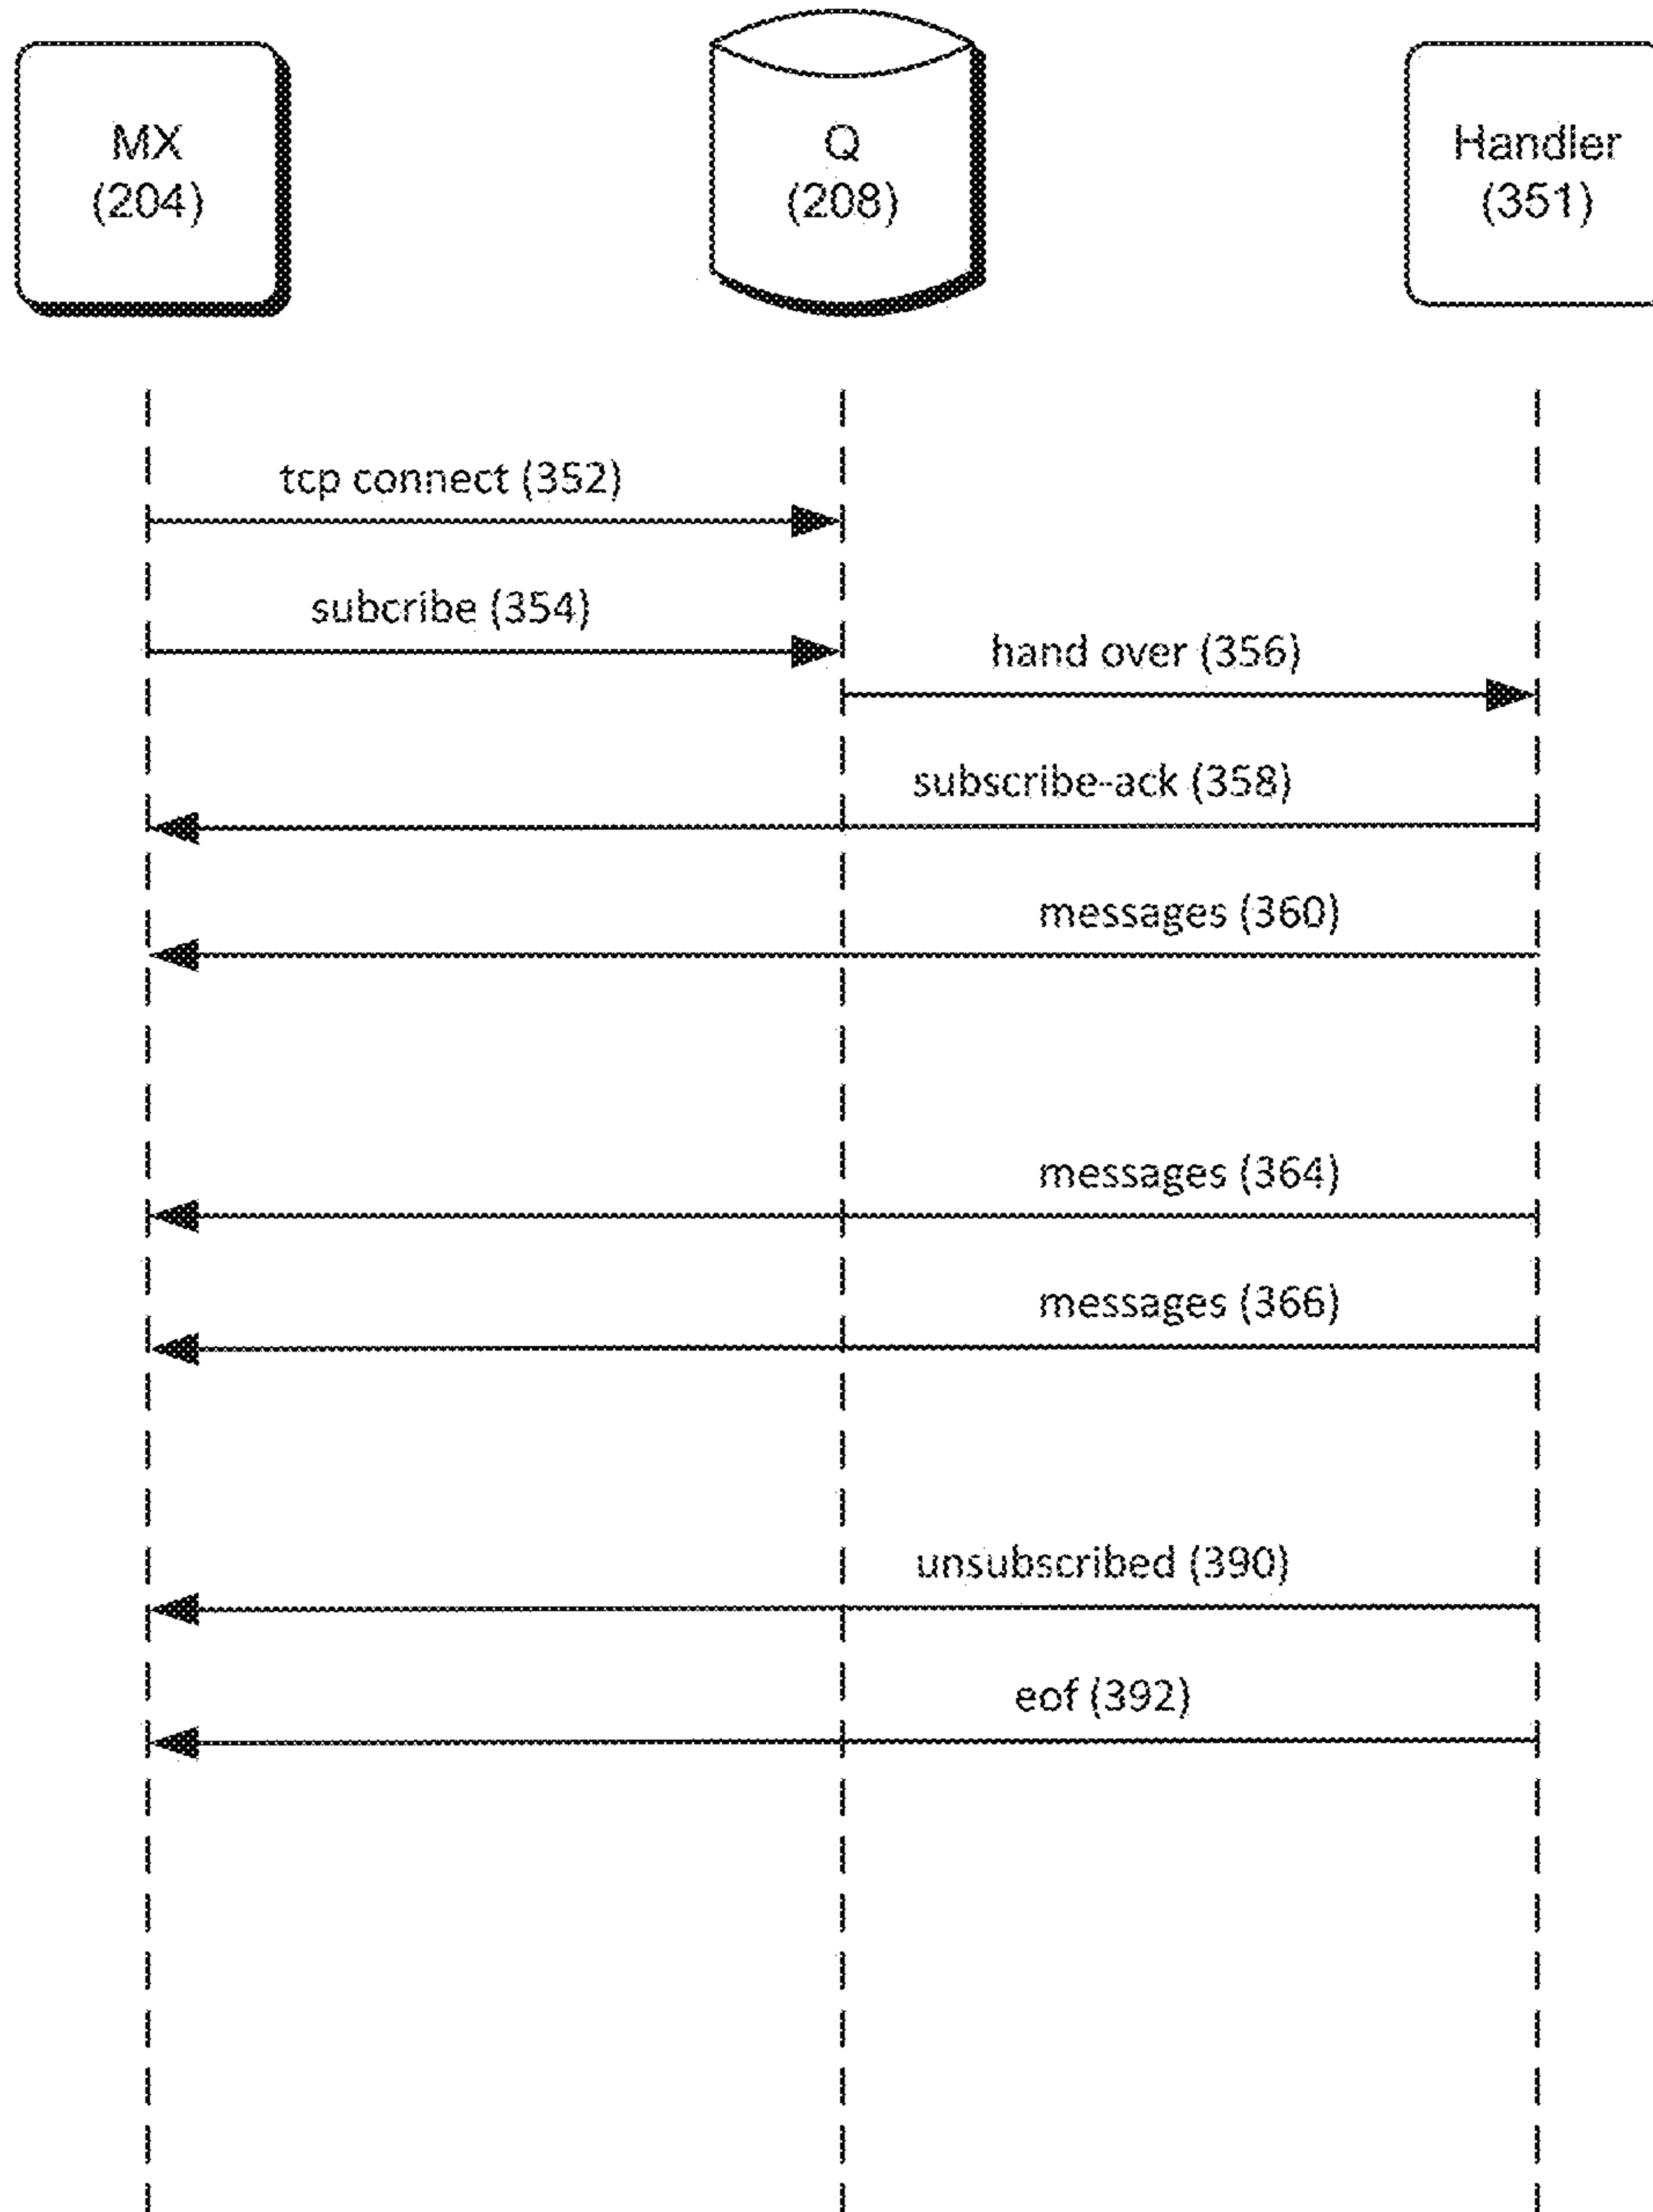 MX
(204)
Q
(208)
Handler
(351)
tcp connect (352)
subcribe (354)
hand over (356)
subscribe-ack (358)
messages (360)
messages (364)
messages (366)
unsubscribed (390)
eof (392)